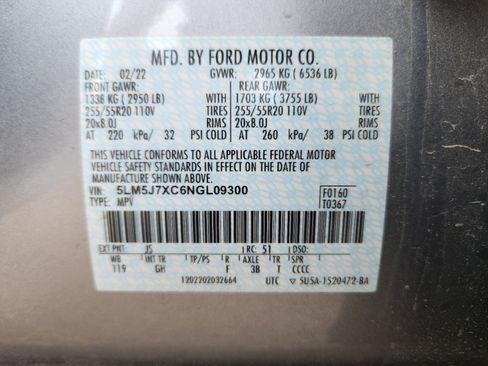 MFD. BY FORD MOTOR CO.
DATE: 02/22 GVWR: 2965 KG ( 6536 LB)
FRONT GAWR: REAR GAWR:
1338 KG ( 2950 LB) WITH 1703 KG ( 3755 LB) WITH
255/55R20 110V TIRES 255/55R20 110V TIRES
20x8.0J RIMS 20x8.0J RIMS
AT 220 kPa/ 32 PSI COLD AT 260 kPa/ 38 PSI COLD
THIS VEHICLE CONFORMS TO ALL APPLICABLE FEDERAL MOTOR
VEHICLE SAFETY STANDARDS IN EFFECT ON THE DATE OF
MANUFACTURE SHOWN ABOVE.
VIN: 5LM5J7XC6NGL09300 F0160
TYPE: MPV T0367
EXT PNT: JS RC: 51 DSO:
WB INT TR TP/PS R AXLE TR S
119 GH F 3B T CCCC
1202202032664 UTC 5U5A-1520472-BA